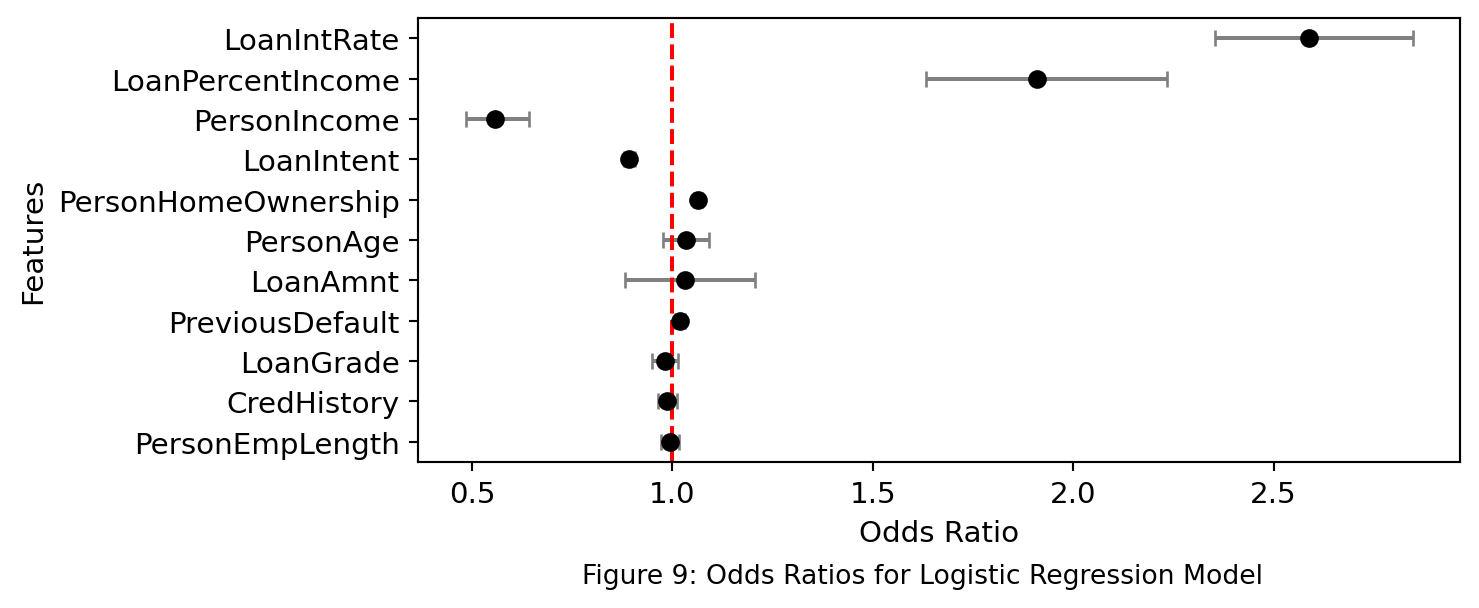 LoanIntRate
LoanPercentIncome
PersonIncome
LoanIntent
PersonHomeOwnership
PersonAge
LoanAmnt
PreviousDefault
LoanGrade
CredHistory
PersonEmpLength
Features
0.5 1.0 1.5 2.0 2.5
Odds Ratio
Figure 9: Odds Ratios for Logistic Regression Model